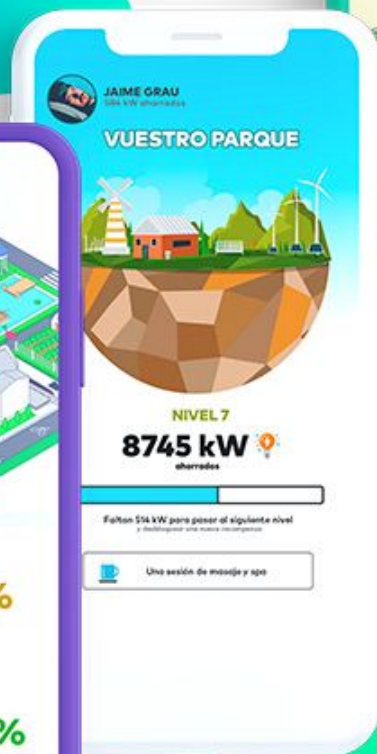 JAIME GRAU
584 kW ahorrados
VUESTRO PARQUE
NIVEL 7
8745 kW
ahorrados
Faltan 514 kW para pasar al siguiente nivel
y desbloquear una nueva recompensa
Una sesión de masaje y spa
%
%